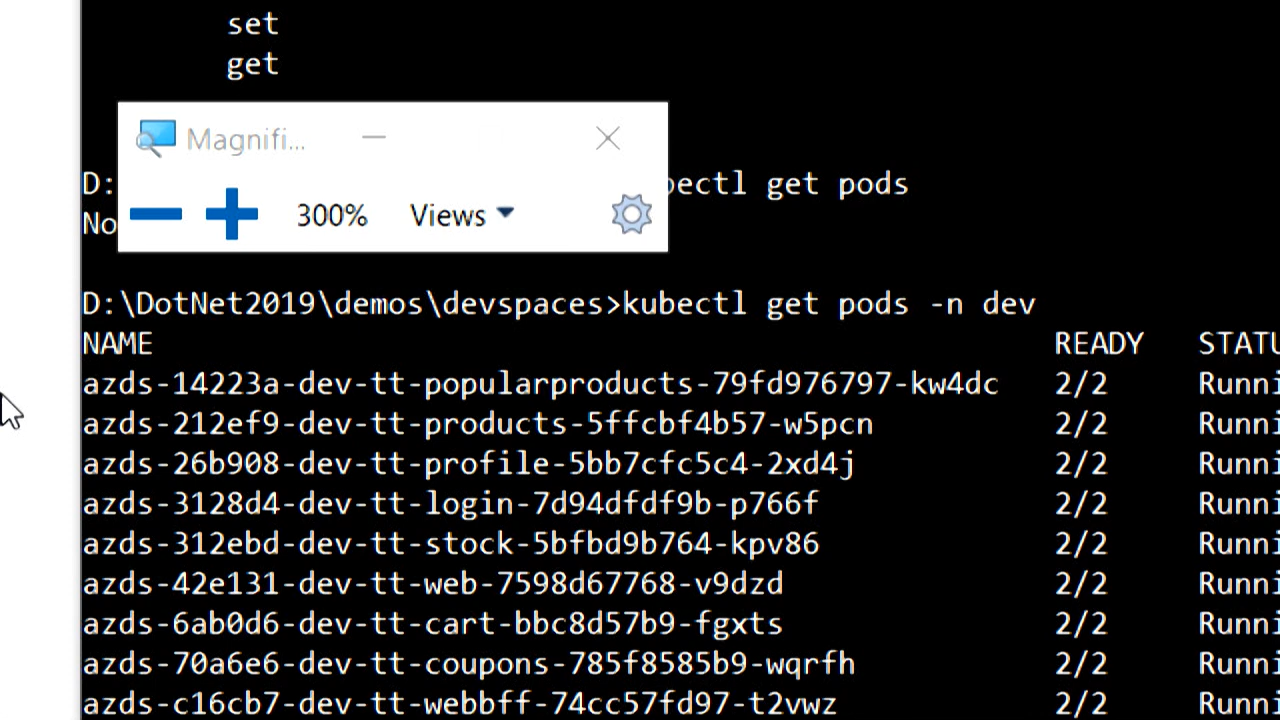 set
get
Magnifi...
D: ectl get pods
No
300% Views
D:\DotNet2019\demos\devspaces>kubectl get pods -n dev
NAME READY STATU
azds-14223a-dev-tt-popularproducts-79fd976797-kw4dc 2/2 Runni
azds-212ef9-dev-tt-products-5ffcbf4b57-w5pcn 2/2 Runni
azds-26b908-dev-tt-profile-5bb7cfc5c4-2xd4j 2/2 Runni
azds-3128d4-dev-tt-login-7d94dfdf9b-p766f 2/2 Runni
azds-312ebd-dev-tt-stock-5bfbd9b764-kpv86 2/2 Runni
azds-42e131-dev-tt-web-7598d67768-v9dzd 2/2 Runni
azds-6ab0d6-dev-tt-cart-bbc8d57b9-fgxts 2/2 Runni
azds-70a6e6-dev-tt-coupons-785f8585b9-wqrfh 2/2 Runni
azds-c16cb7-dev-tt-webbff-74cc57fd97-t2vwz 2/2 Runni